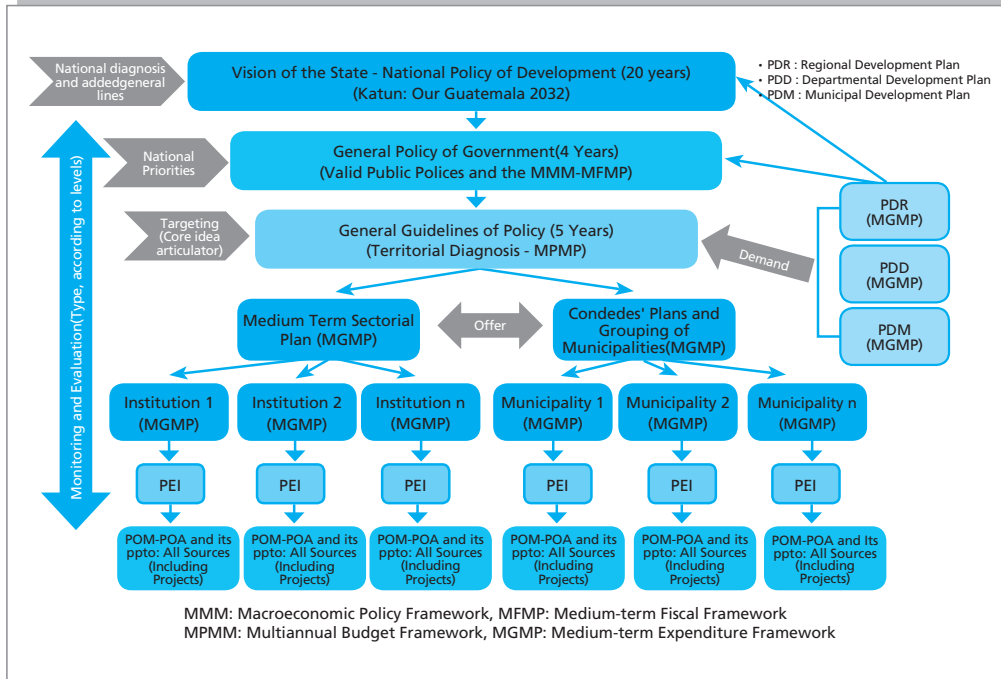 National diagnosis
and addedgeneral
lines
Vision of the State - National Policy of Development (20 years)
(Katun: Our Guatemala 2032)
• PDR : Regional Development Plan
• PDD : Departmental Development Plan
• PDM : Municipal Development Plan
National
Priorities
General Policy of Government(4 Years)
(Valid Public Polices and the MMM-MFMP)
Targeting
(Core idea
articulator)
General Guidelines of Policy (5 Years)
(Territorial Diagnosis - MPMP)
Demand
PDR
(MGMP)
PDD
(MGMP)
PDM
(MGMP)
Monitoring and Evaluation(Type, according to levels)
Medium Term Sectorial
Plan (MGMP)
Offer
Condedes' Plans and
Grouping of
Municipalities(MGMP)
Institution 1
(MGMP)
Institution 2
(MGMP)
Institution n
(MGMP)
Municipality 1
(MGMP)
Municipality 2
(MGMP)
Municipality n
(MGMP)
PEI
PEI
PEI
PEI
PEI
PEI
POM-POA and its
ppto: All Sources
(Including
Projects)
POM-POA and its
ppto: All Sources
(Including
Projects)
POM-POA and its
ppto: All Sources
(Including
Projects)
POM-POA and its
ppto: All Sources
(Including
Projects)
POM-POA and its
ppto: All Sources
(Including
Projects)
POM-POA and Its
ppto: All Sources
(Including
Projects)
MMM: Macroeconomic Policy Framework, MFMP: Medium-term Fiscal Framework
MPMM: Multiannual Budget Framework, MGMP: Medium-term Expenditure Framework